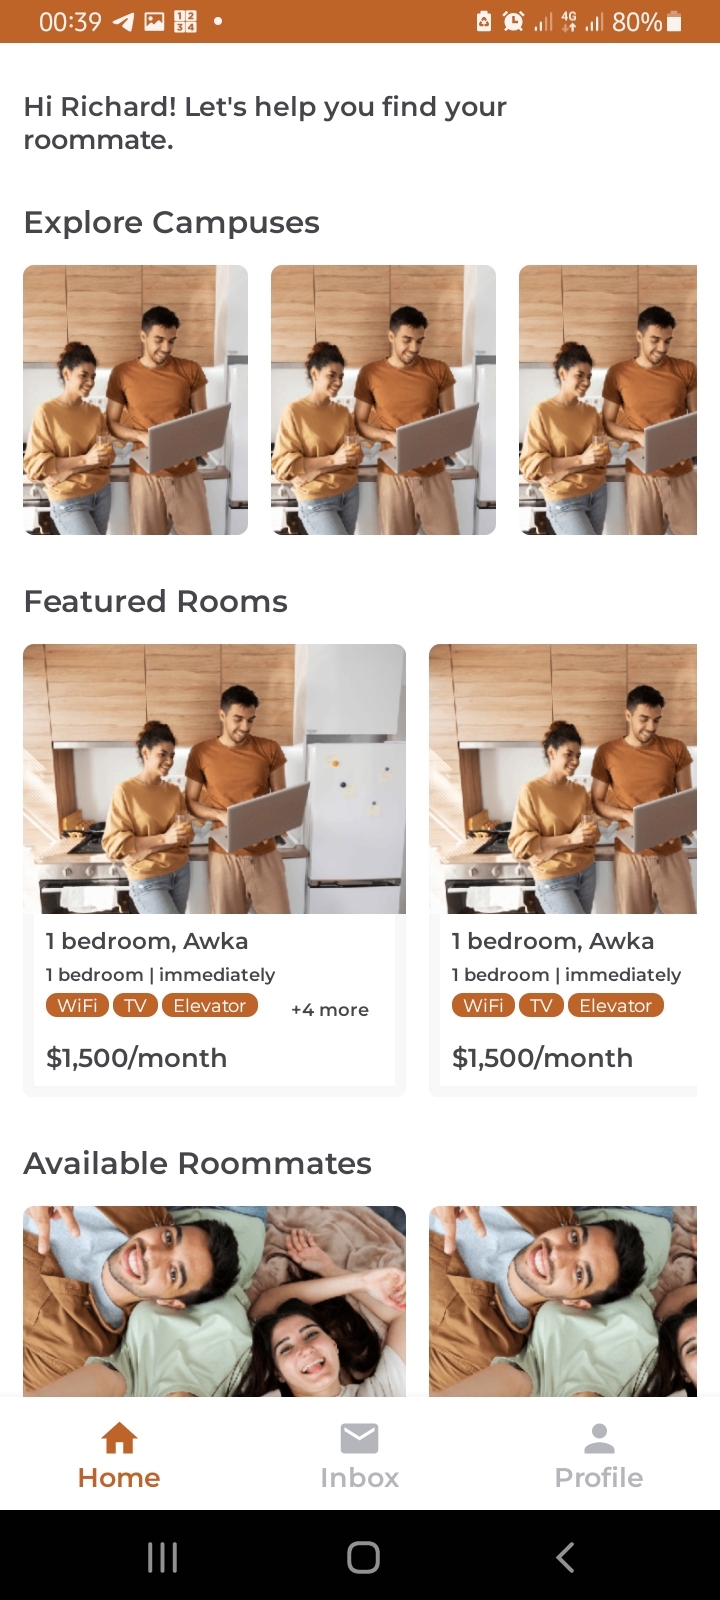 00:39 4G 80%
Hi Richard! Let's help you find your
roommate.
Explore Campuses
Featured Rooms
1 bedroom, Awka
1 bedroom | immediately
WiFi TV Elevator +4 more
$1,500/month
1 bedroom, Awka
1 bedroom | immediately
WiFi TV Elevator
$1,500/month
Available Roommates
Home Inbox Profile